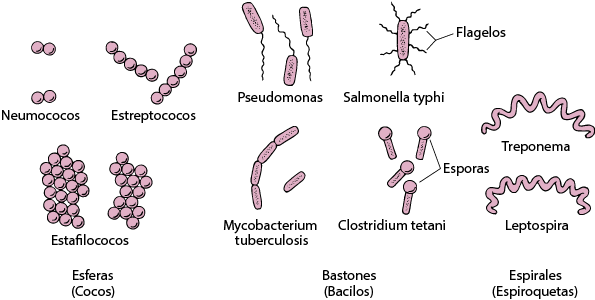 Neumococos
Estreptococos
Estafilococos
Esferas
(Cocos)
Pseudomonas
Salmonella typhi
Flagelos
Mycobacterium
tuberculosis
Clostridium tetani
Esporas
Bastones
(Bacilos)
Treponema
Leptospira
Espirales
(Espiroquetas)